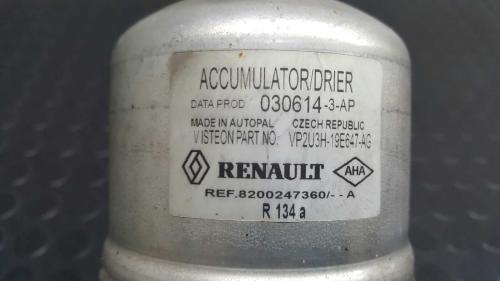 ACCUMULATOR/DRIER
DATA PROD 030614-3-AP
MADE IN AUTOPAL CZECH REPUBLIC
VISTEON PART NO. VP2U3H-19E647-AG
RENAULT AHA
REF.8200247360/--A
R 134 a